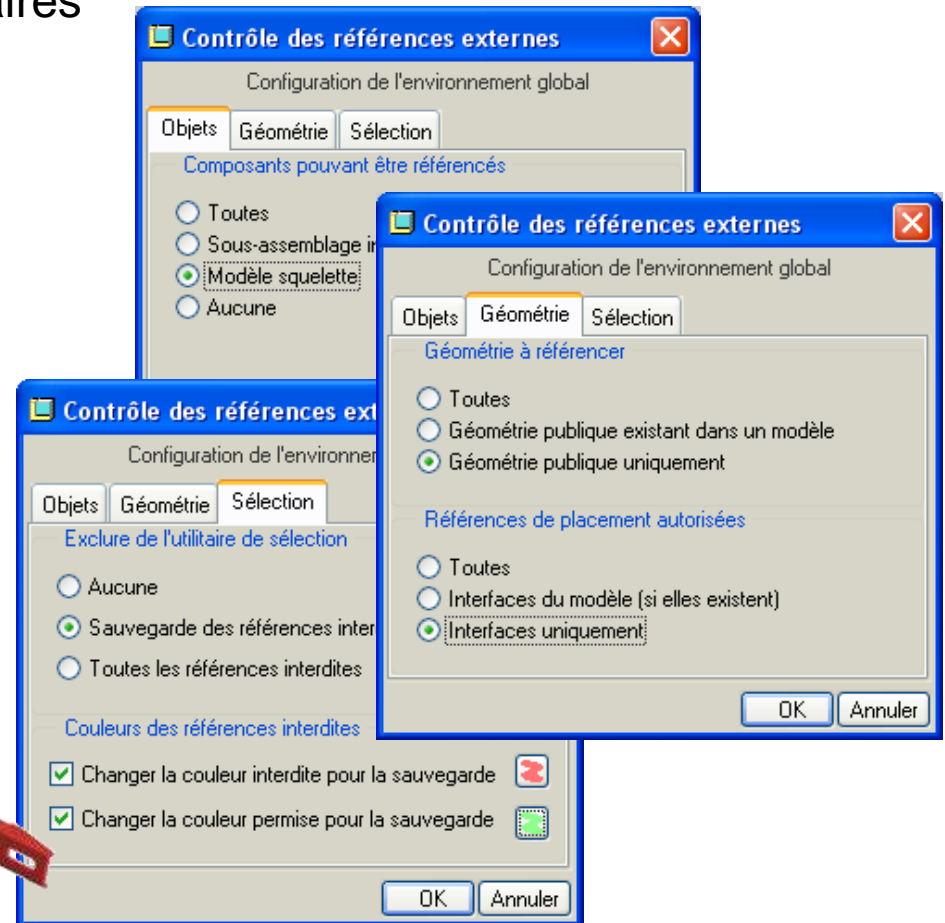 Contrôle des références externes
Configuration de l'environnement global
Objets Géométrie Sélection
Composants pouvant être référencés
Toutes
Sous-assemblage
Modèle squelette
Aucune
Contrôle des références externes
Configuration de l'environnement global
Objets Géométrie Sélection
Géométrie à référencer
Toutes
Géométrie publique existant dans un modèle
Géométrie publique uniquement
Références de placement autorisées
Toutes
Interfaces du modèle (si elles existent)
Interfaces uniquement
OK Annuler
Contrôle des références
Configuration de
Objets Géométrie Sélection
Exclure de l'utilitaire de sélection
Aucune
Sauvegarde des références
Toutes les références interdites
Couleurs des références interdites
Changer la couleur interdite pour la sauvegarde
Changer la couleur permise pour la sauvegarde
OK Annuler